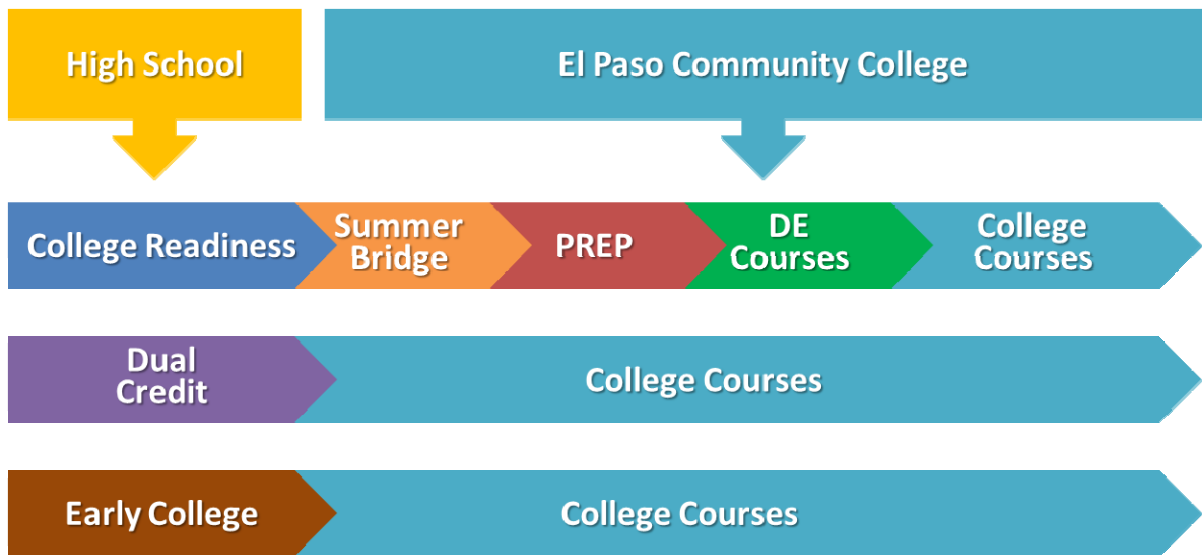 High School
El Paso Community College
College Readiness
Summer
Bridge
PREP
DE
Courses
College
Courses
Dual
Credit
College Courses
Early College
College Courses